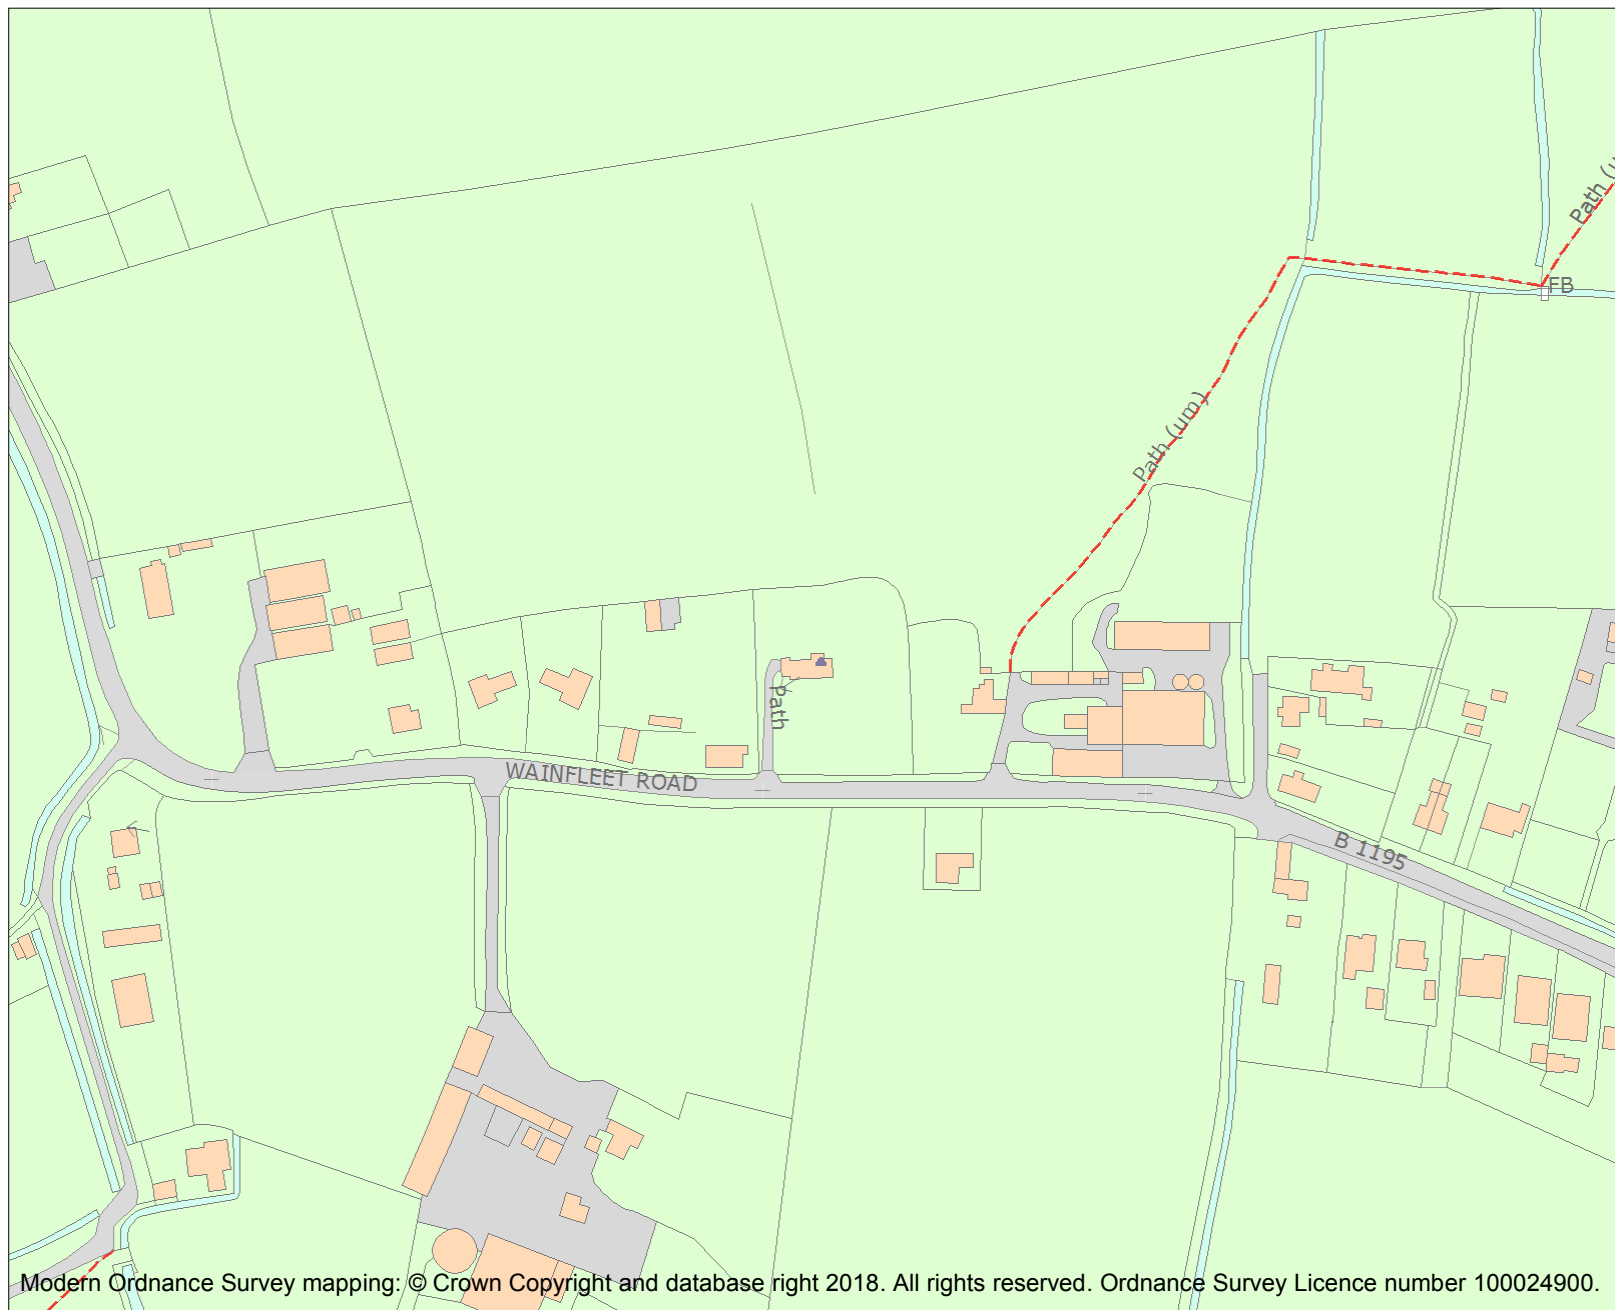 Path (u
FB
Path (um)
Path
WAINFLEET ROAD
B 1195
Modern Ordnance Survey mapping: © Crown Copyright and database right 2018. All rights reserved. Ordnance Survey Licence number 100024900.